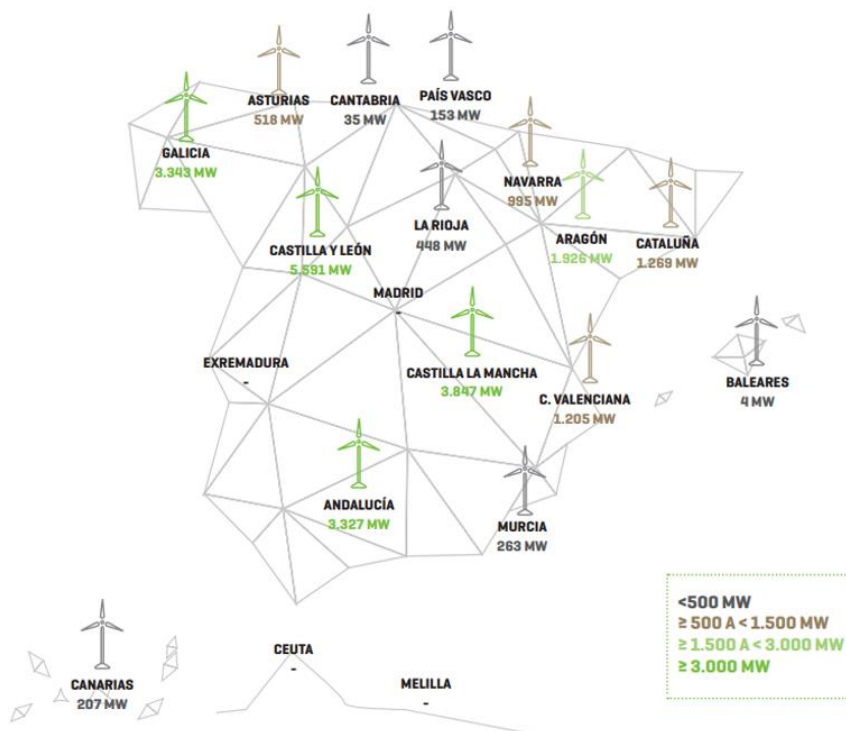 ASTURIAS
518 MW
CANTABRIA
35 MW
PAÍS VASCO
153 MW
GALICIA
3.343 MW
NAVARRA
995 MW
LA RIOJA
448 MW
ARAGÓN
1.926 MW
CATALUÑA
1.269 MW
CASTILLA Y LEÓN
5.591 MW
MADRID
-
EXREMADURA
-
CASTILLA LA MANCHA
3.847 MW
C. VALENCIANA
1.205 MW
BALEARES
4 MW
ANDALUCÍA
3.327 MW
MURCIA
263 MW
<500 MW
≥ 500 A < 1.500 MW
≥ 1.500 A < 3.000 MW
≥ 3.000 MW
CANARIAS
207 MW
CEUTA
-
MELILLA
-